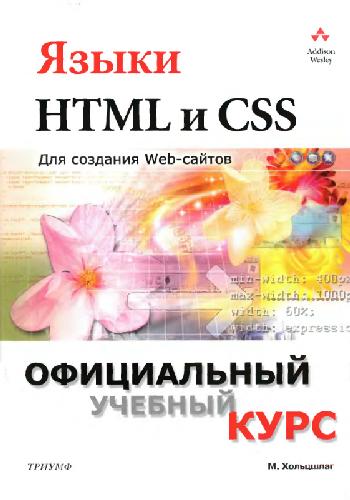 Addison
Wesley
Языки
HTML и CSS
Для создания Web-сайтов
min-width: 400p
max-width: 1000p
width: 60%;
width: expressi
ОФИЦИАЛЬНЫЙ
УЧЕБНЫЙ
КУРС
ТРИУМФ
М. Хольцшлаг